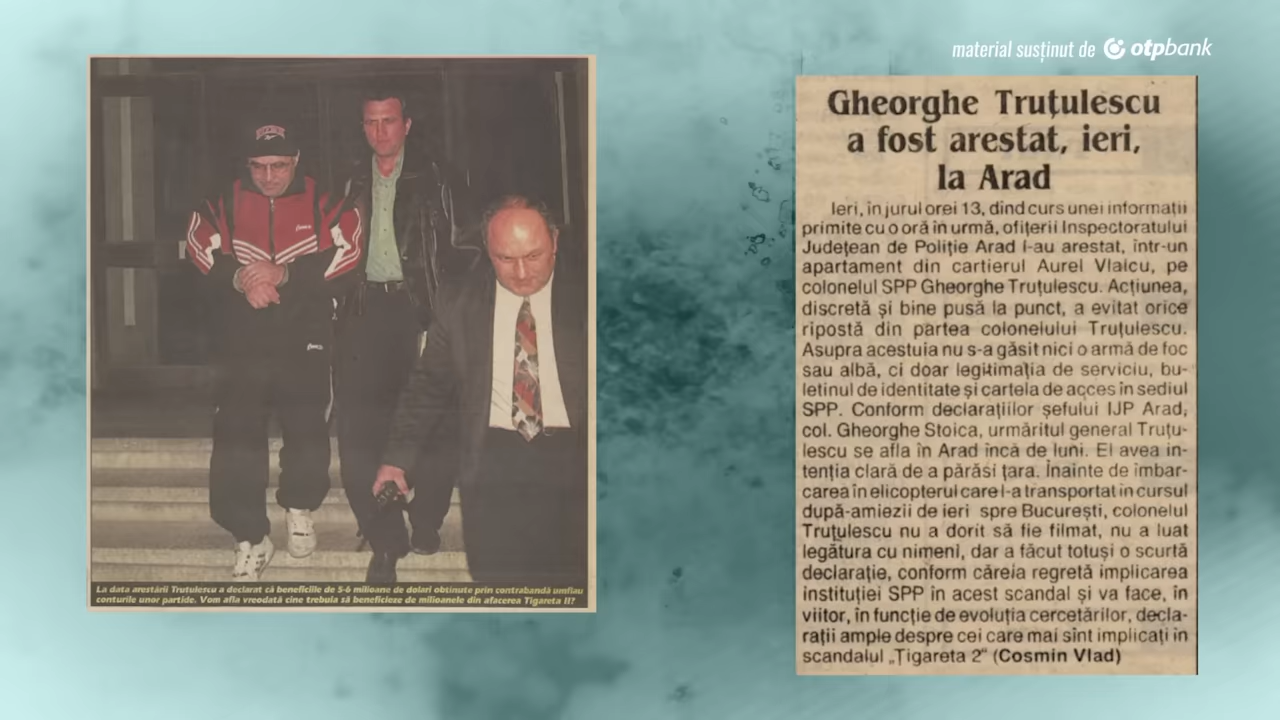 material susținut de otpbank
Gheorghe Truțulescu
a fost arestat, ieri,
la Arad
Ieri, în jurul orei 13, dînd curs unei informații
primite cu o oră în urmă, ofițerii Inspectoratului
Județean de Poliție Arad l-au arestat, într-un
apartament din cartierul Aurel Vlaicu, pe
colonelul SPP Gheorghe Truțulescu. Acțiunea,
discretă și bine pusă la punct, a evitat orice
ripostă din partea colonelului Truțulescu.
Asupra acestuia nu s-a găsit nici o armă de foc
sau albă, ci doar legitimația de serviciu, bu-
letinul de identitate și cartela de acces în sediul
SPP. Conform declarațiilor șefului IJP Arad,
col. Gheorghe Stoica, urmăritul general Truțu-
lescu se afla în Arad încă de luni. El avea in-
tenția clară de a părăsi țara. Înainte de îmbar-
carea în elicopterul care l-a transportat în cursul
după-amiezii de ieri spre București, colonelul
Truțulescu nu a dorit să fie filmat, nu a luat
legătura cu nimeni, dar a făcut totuși o scurtă
declarație, conform căreia regretă implicarea
instituției SPP în acest scandal și va face, în
viitor, în funcție de evoluția cercetărilor, decla-
rații ample despre cei care mai sînt implicați în
scandalul „Țigareta 2" (Cosmin Vlad)
La data arestării Trutulescu a declarat că beneficiile de 5-6 milioane de dolari obtinute prin contrabandă umflau
conturile unor partide. Vom afla vreodată cine trebuia să beneficieze de milioanele din afacerea Tigareta II?